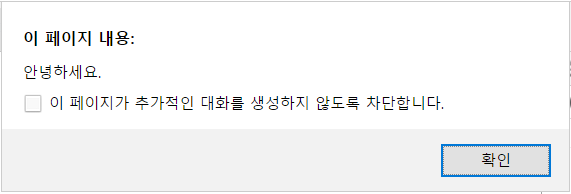 이 페이지 내용:
안녕하세요.
이 페이지가 추가적인 대화를 생성하지 않도록 차단합니다.
확인